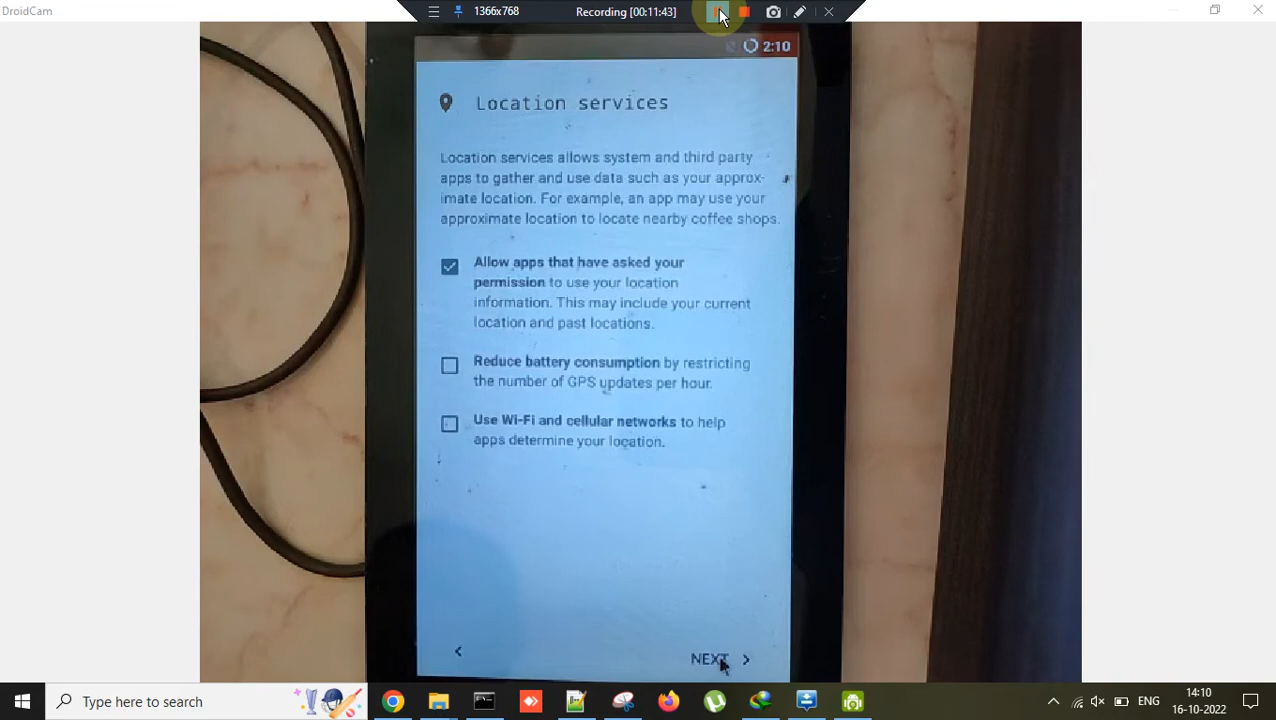 DroidCam
1366x768
Recording [00:11:43]
2:10
Location services
Location services allows system and third party
apps to gather and use data such as your approx-
imate location. For example, an app may use your
approximate location to locate nearby coffee shops.
Allow apps that have asked your
permission to use your location
information. This may include your current
location and past locations.
Reduce battery consumption by restricting
the number of GPS updates per hour.
Use Wi-Fi and cellular networks to help
apps determine your location.
NEXT
Type here to search
ENG
14:10
16-10-2022